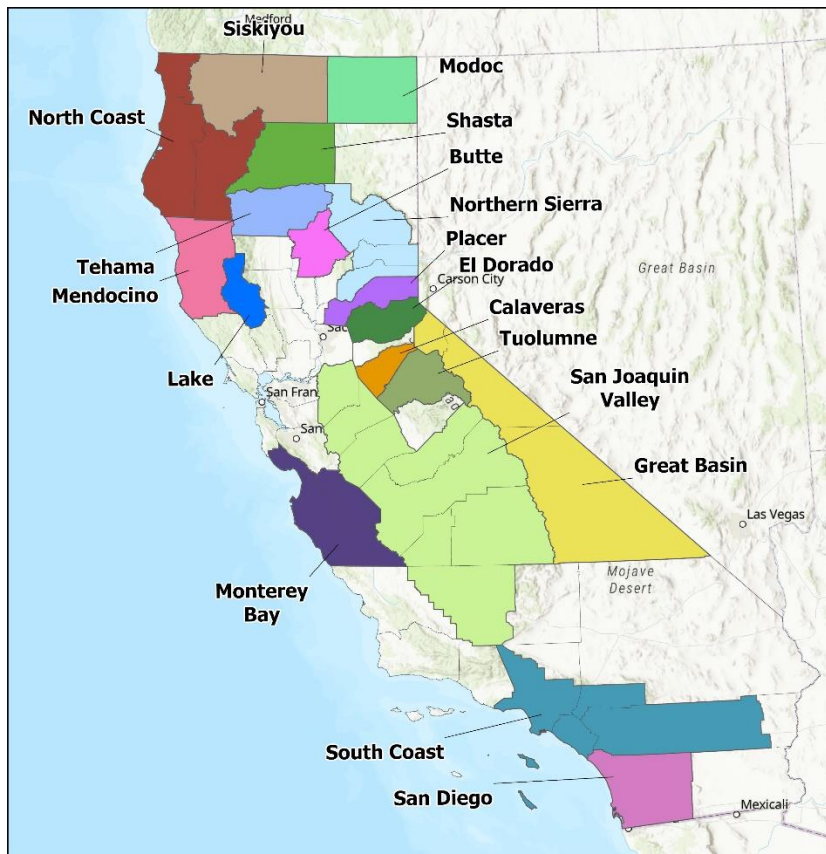 Medford
Siskiyou
Modoc
North Coast
Shasta
Butte
Northern Sierra
Placer
Tehama
El Dorado
Great Basin
Carson City
Mendocino
Calaveras
Sac
Tuolumne
Lake
San Joaquin
Valley
San Fran
San
Great Basin
Las Vegas
Mojave
Desert
Monterey
Bay
South Coast
San Diego
Mexicali